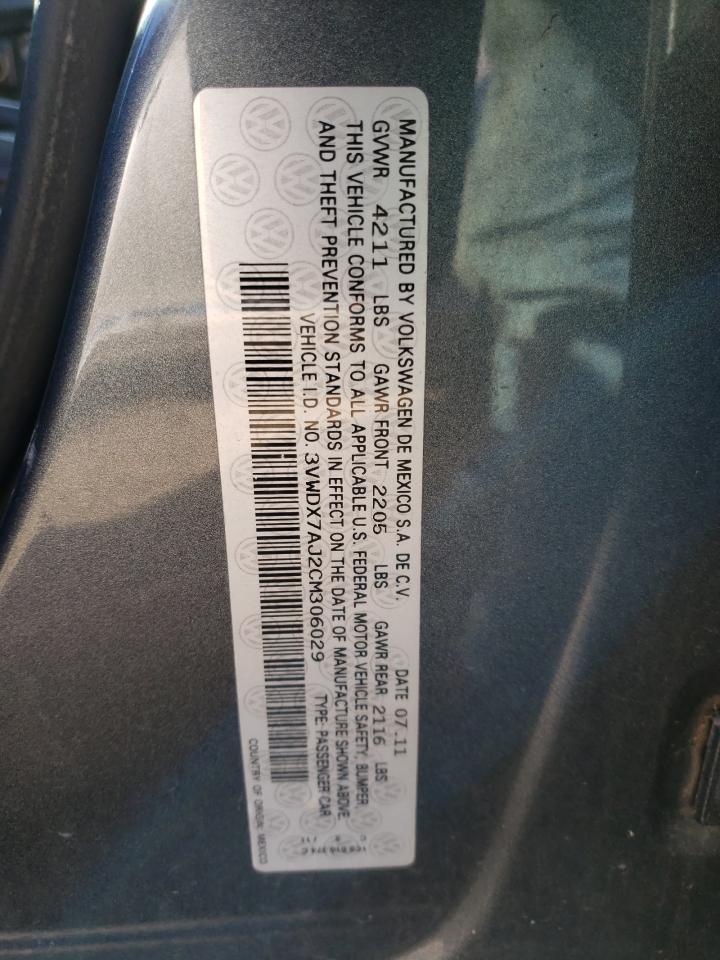 MANUFACTURED BY VOLKSWAGEN DE MEXICO S.A. DE C.V. DATE 07.11
GVWR 4211 LBS GAWR FRONT 2205 LBS GAWR REAR 2116 LBS
THIS VEHICLE CONFORMS TO ALL APPLICABLE U.S. FEDERAL MOTOR VEHICLE SAFETY, BUMPER,
AND THEFT PREVENTION STANDARDS IN EFFECT ON THE DATE OF MANUFACTURE SHOWN ABOVE.
VEHICLE I.D. NO. 3VWDX7AJ2CM306029 TYPE: PASSENGER CAR
COUNTRY OF ORIGIN: MEXICO